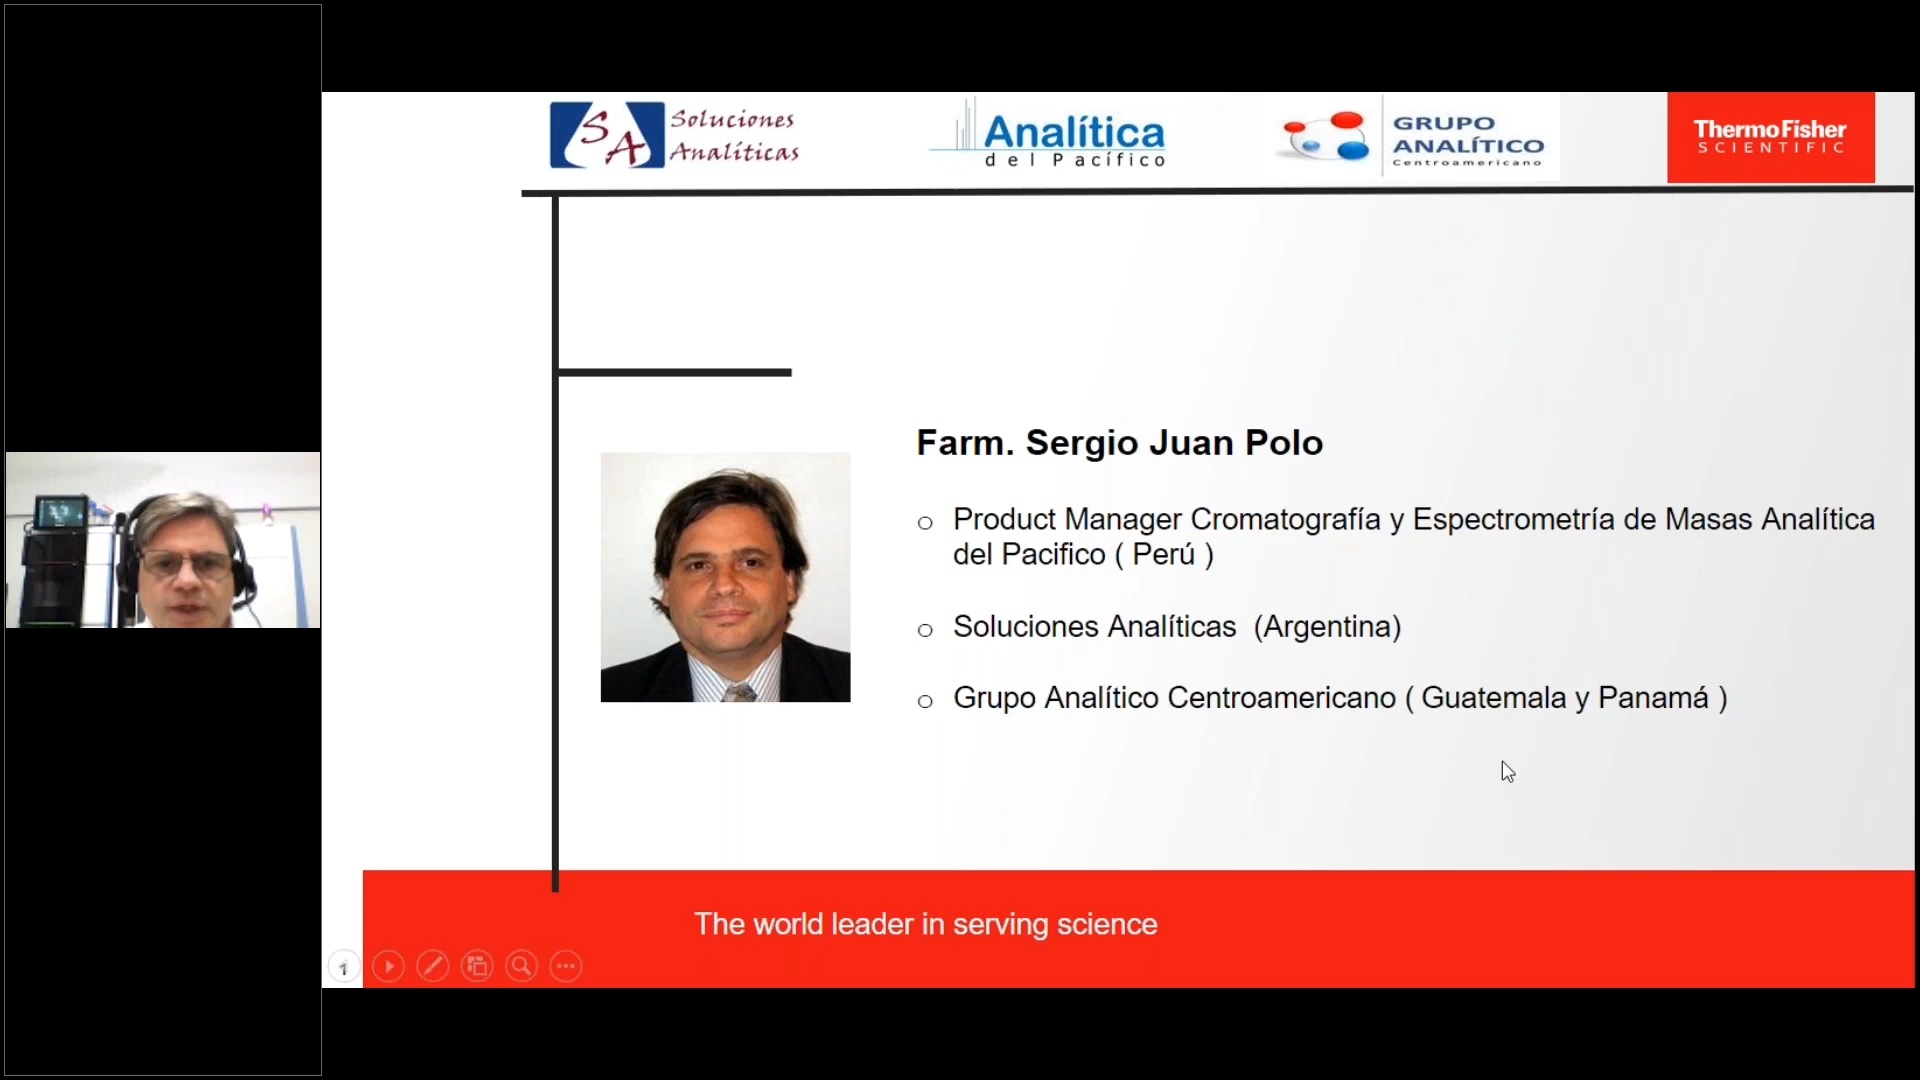 SA
Soluciones
Analíticas
Analítica
del Pacífico
GRUPO
ANALÍTICO
Centroamericano
ThermoFisher
SCIENTIFIC
Farm. Sergio Juan Polo
Product Manager Cromatografía y Espectrometría de Masas Analítica
del Pacifico ( Perú )
Soluciones Analíticas (Argentina)
Grupo Analítico Centroamericano ( Guatemala y Panamá )
The world leader in serving science
1